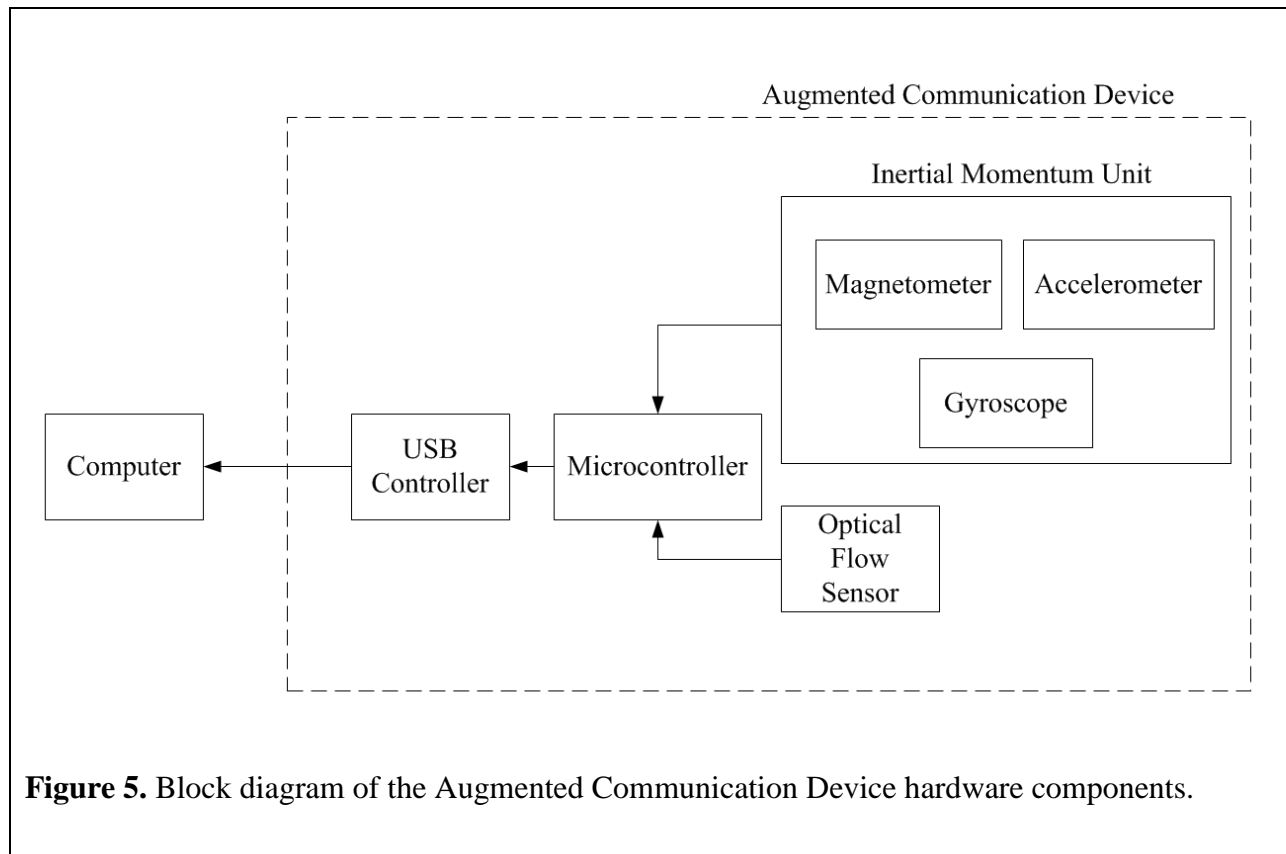 Augmented Communication Device
Inertial Momentum Unit
Magnetometer
Accelerometer
Gyroscope
Computer
USB
Controller
Microcontroller
Optical
Flow
Sensor
Figure 5. Block diagram of the Augmented Communication Device hardware components.